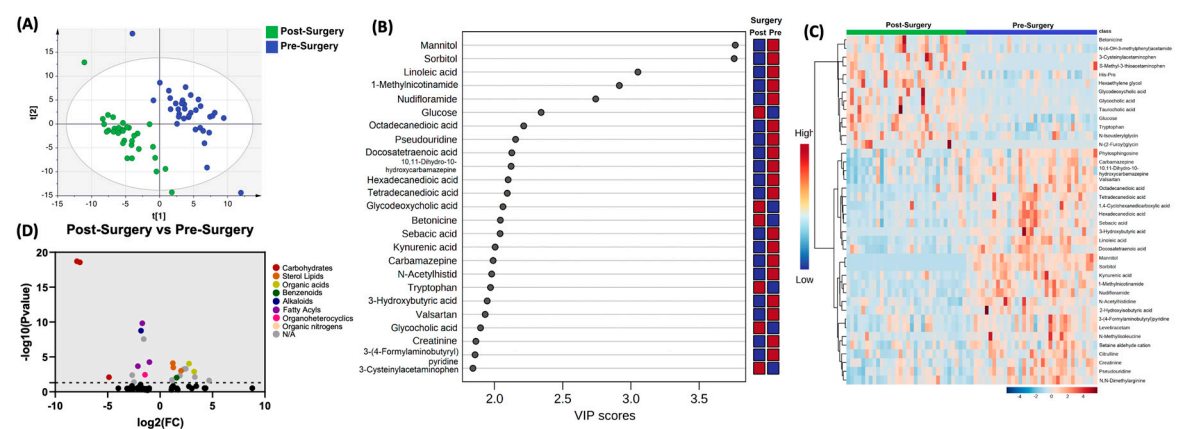 (A)
Post-Surgery
Pre-Surgery
20
15
10
5
0
5
10
15
t[2]
-15
-10
-5
0
5
10
15
t[1]
(B)
Surgery
Post Pre
Mannitol
Sorbitol
Linoleic acid
1-Methylnicotinamide
Nudifloramide
Glucose
Octadecanedioic acid
Pseudouridine
Docosatetraenoic acid
10,11-Dihydro-10-
hydroxycarbamazepine
Hexadecanedioic acid
Tetradecanedioic acid
Glycodeoxycholic acid
Betonicine
Sebacic acid
Kynurenic acid
Carbamazepine
N-Acetylhistid
Tryptophan
3-Hydroxybutyric acid
Valsartan
Glycocholic acid
Creatinine
3-(4-Formylaminobutyryl)
pyridine
3-Cysteinylacetaminophen
2.0
2.5
3.0
3.5
VIP scores
High
Low
(C)
Post-Surgery
Pre-Surgery
class
Betonicine
N-(4-OH-3-methylphenyl)acetamide
3-Cysteinylacetaminophen
S-Methyl-3-thioacetaminophen
His-Pro
Hexaethylene glycol
Glycodeoxycholic acid
Glycocholic acid
Taurocholic acid
Glucose
Tryptophan
N-Isovalerylglycin
N-(2-Furoyl)glycin
Phytosphingosine
Carbamazepine
10,11-Dihydro-10-
hydroxycarbamazepine
Valsartan
Octadecanedioic acid
Tetradecanedioic acid
1,4-Cyclohexanedicarboxylic acid
Hexadecanedioic acid
Sebacic acid
3-Hydroxybutyric acid
Linoleic acid
Docosatetraenoic acid
Mannitol
Sorbitol
Kynurenic acid
1-Methylnicotinamide
Nudifloramide
N-Acetylhistidine
2-Hydroxyisobutyric acid
3-(4-Formylaminobutyryl)pyridine
Levetiracetam
N-Methylisoleucine
Betaine aldehyde cation
Citrulline
Creatinine
Pseudouridine
N,N-Dimethylarginine
-4
-2
0
2
4
(D)
Post-Surgery vs Pre-Surgery
20
15
10
5
0
-log10(Pvalue)
-10
-5
0
5
10
log2(FC)
Carbohydrates
Sterol Lipids
Organic acids
Benzenoids
Alkaloids
Fatty Acyls
Organoheterocyclics
Organic nitrogens
N/A